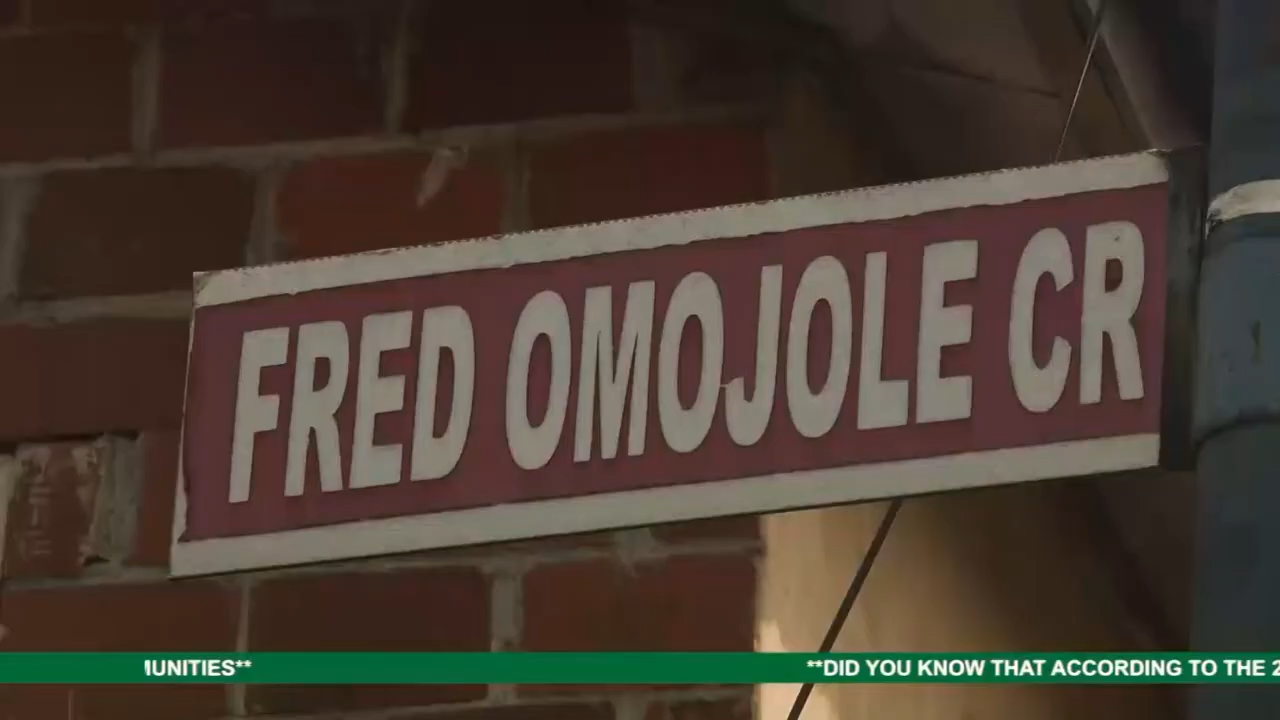 FRED OMOJOLE CR
UNITIES** **DID YOU KNOW THAT ACCORDING TO THE